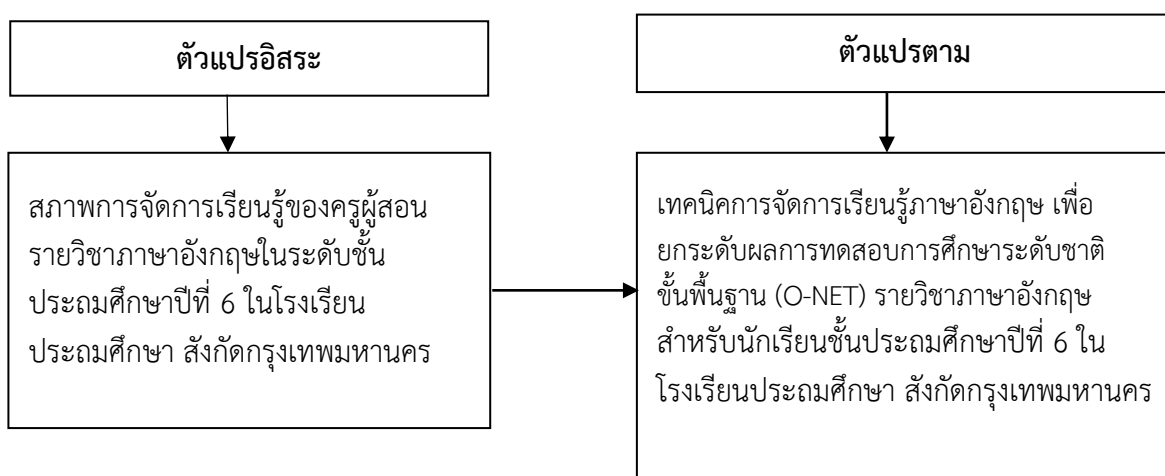 ตัวแปรอิสระ
ตัวแปรตาม
สภาพการจัดการเรียนรู้ของครูผู้สอน
รายวิชาภาษาอังกฤษในระดับชั้น
ประถมศึกษาปีที่ 6 ในโรงเรียน
ประถมศึกษา สังกัดกรุงเทพมหานคร
เทคนิคการจัดการเรียนรู้ภาษาอังกฤษ เพื่อ
ยกระดับผลการทดสอบการศึกษาระดับชาติ
ขั้นพื้นฐาน (O-NET) รายวิชาภาษาอังกฤษ
สำหรับนักเรียนชั้นประถมศึกษาปีที่ 6 ใน
โรงเรียนประถมศึกษา สังกัดกรุงเทพมหานคร